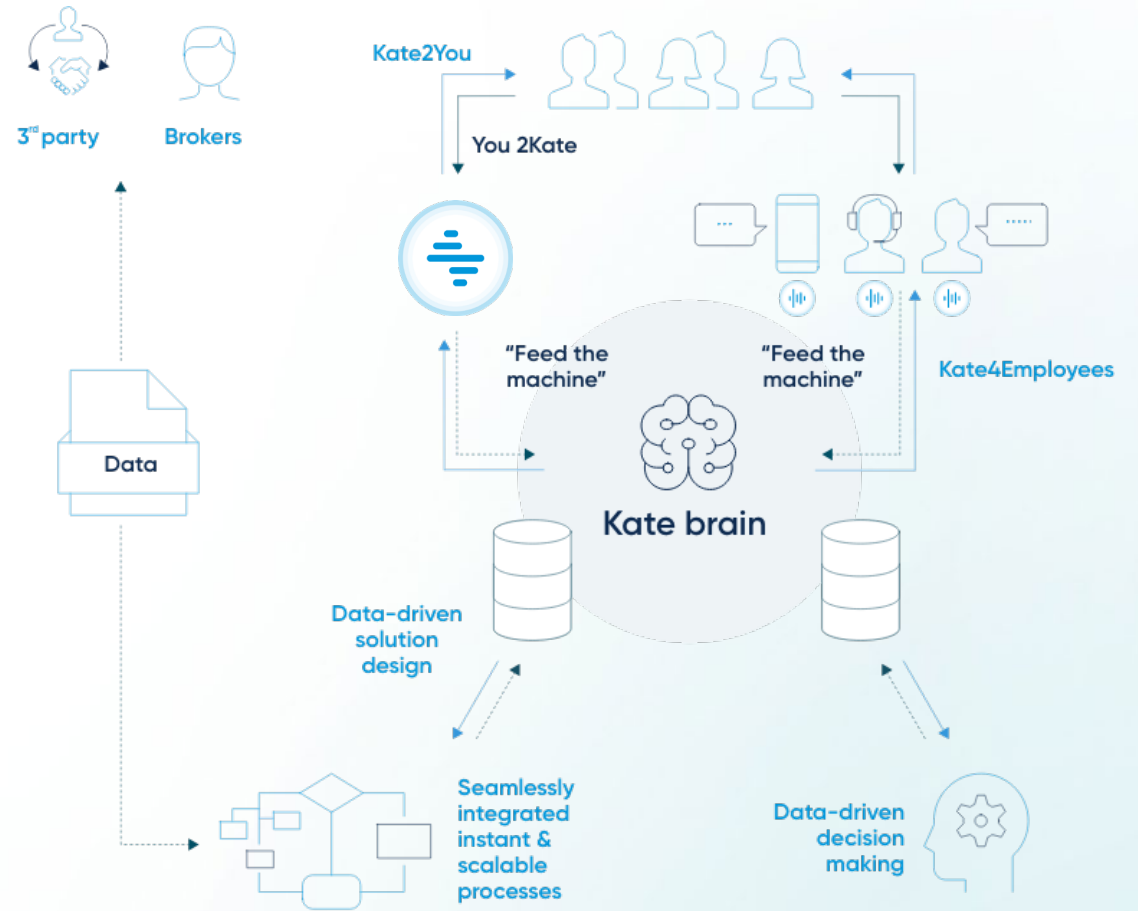 Kate2You
3rd party
Brokers
You 2Kate
...
.....
“Feed the
machine”
“Feed the
machine”
Kate4Employees
Data
Kate brain
Data-driven
solution
design
Seamlessly
integrated
instant &
scalable
processes
Data-driven
decision
making